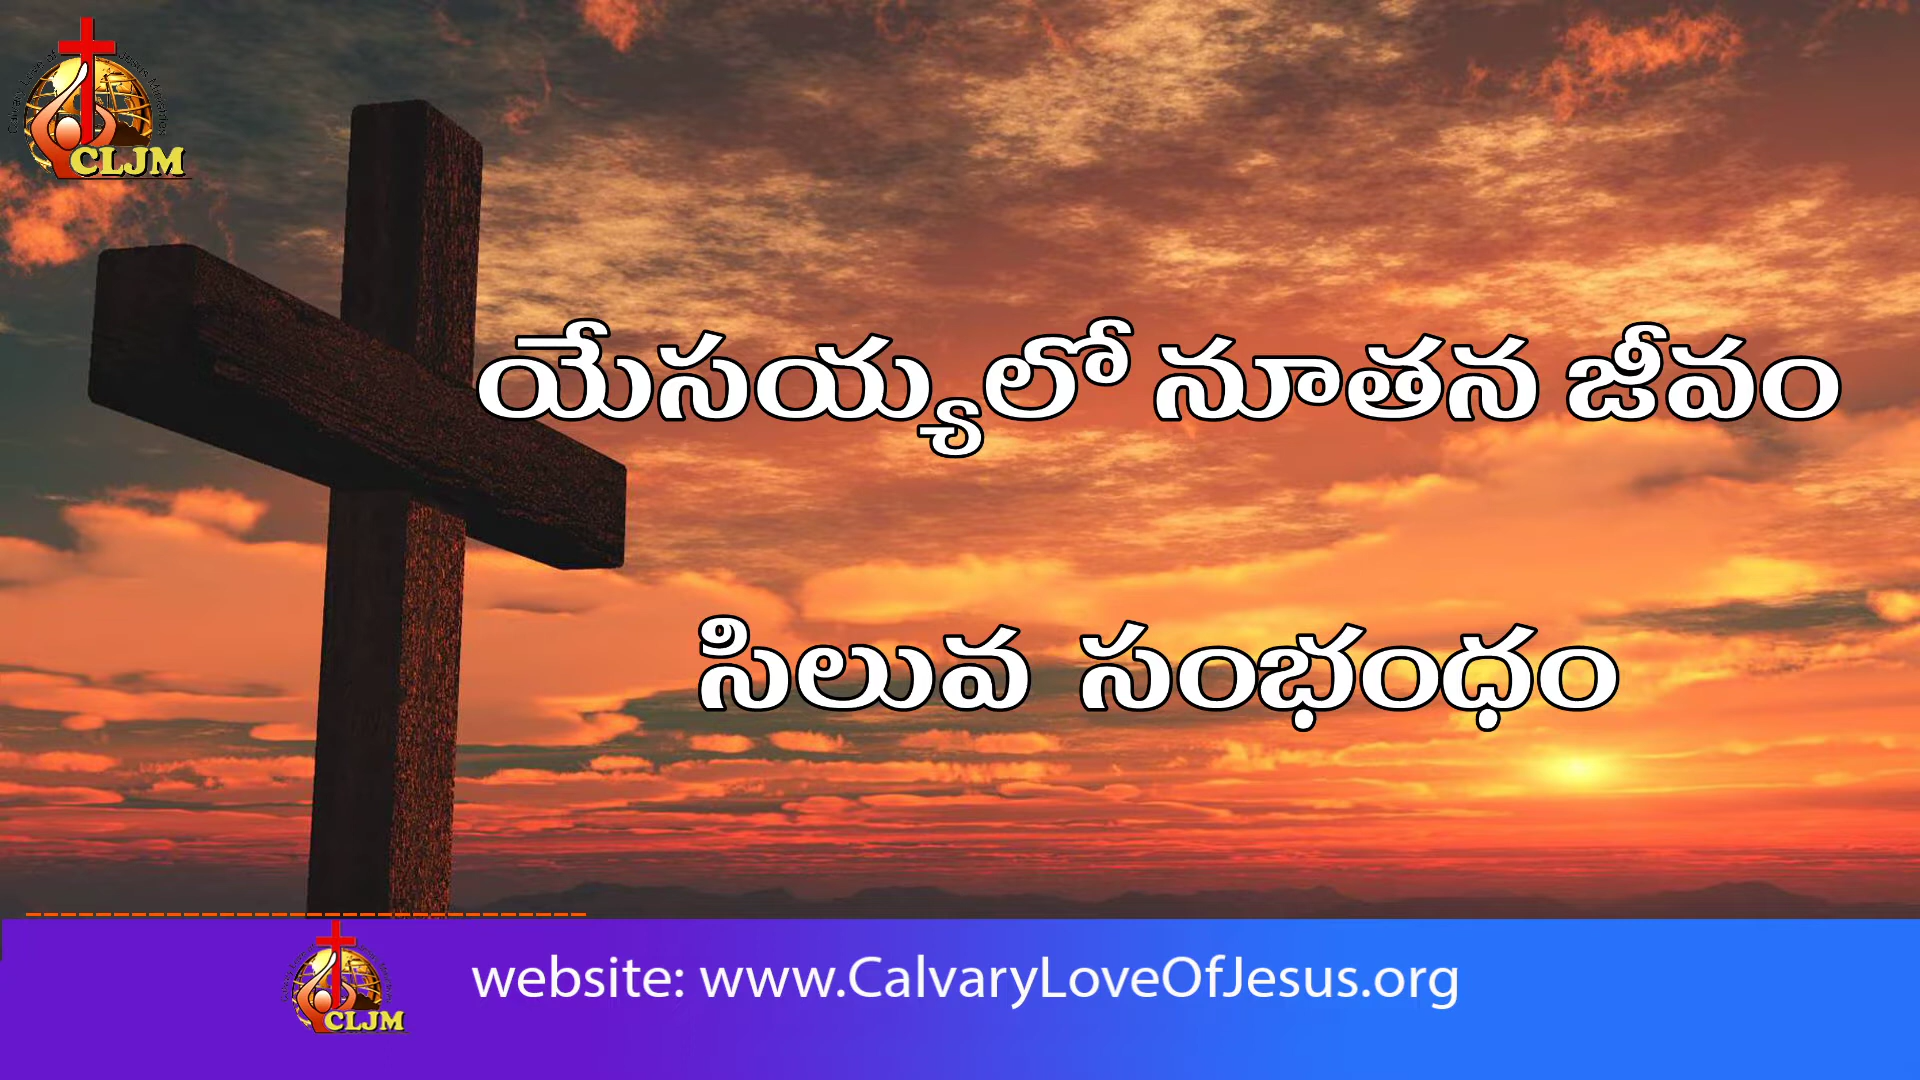 CLJM
యేసయ్యలో నూతన జీవం
సిలువ సంభంధం
CLJM
website: www.CalvaryLoveOfJesus.org